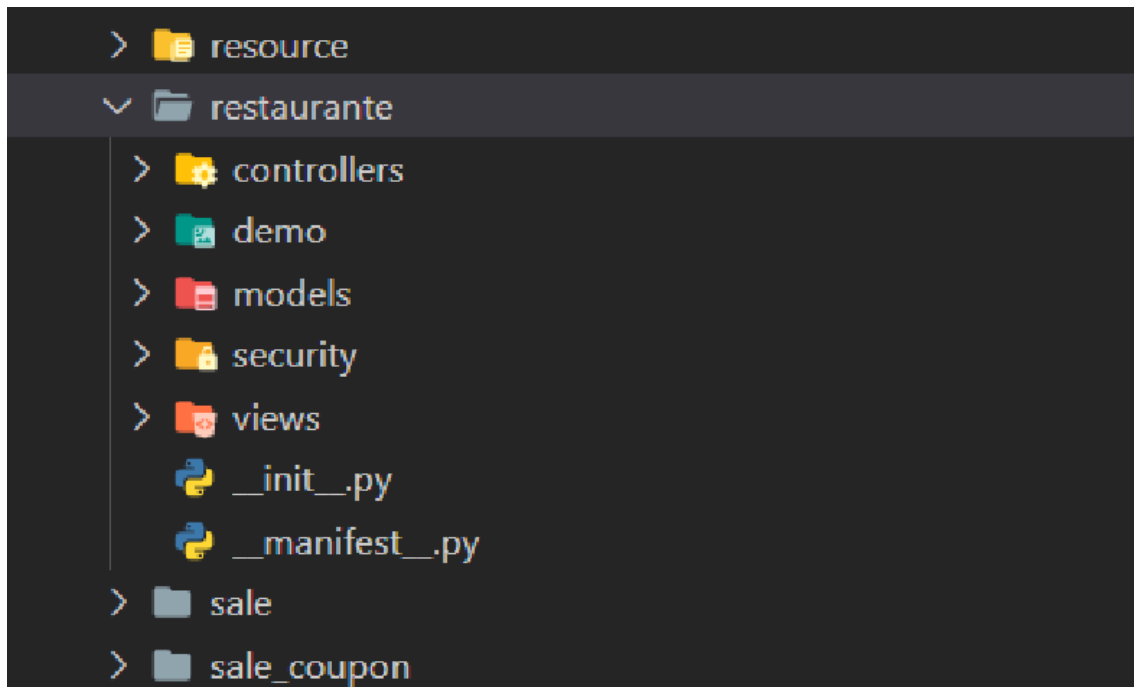 resource
restaurante
controllers
demo
models
security
views
__init__.py
__manifest__.py
sale
sale_coupon